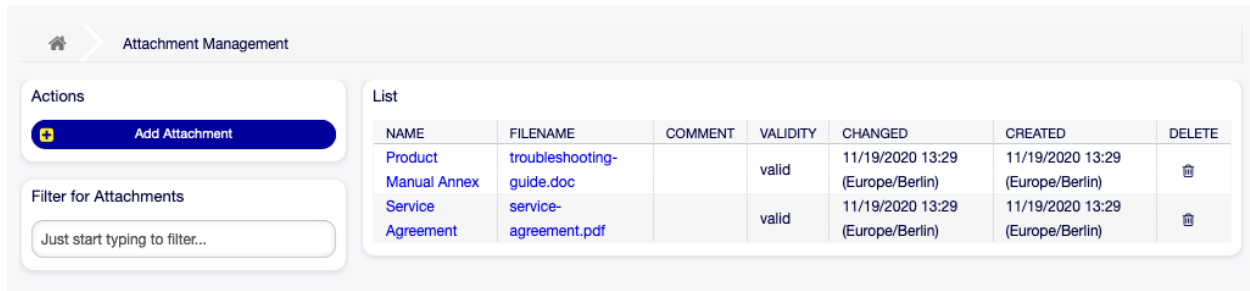 Attachment Management
Actions
Add Attachment
Filter for Attachments
Just start typing to filter...
List
NAME FILENAME COMMENT VALIDITY CHANGED CREATED DELETE
Product troubleshooting- valid 11/19/2020 13:29 11/19/2020 13:29
Manual Annex guide.doc (Europe/Berlin) (Europe/Berlin)
Service service- valid 11/19/2020 13:29 11/19/2020 13:29
Agreement agreement.pdf (Europe/Berlin) (Europe/Berlin)